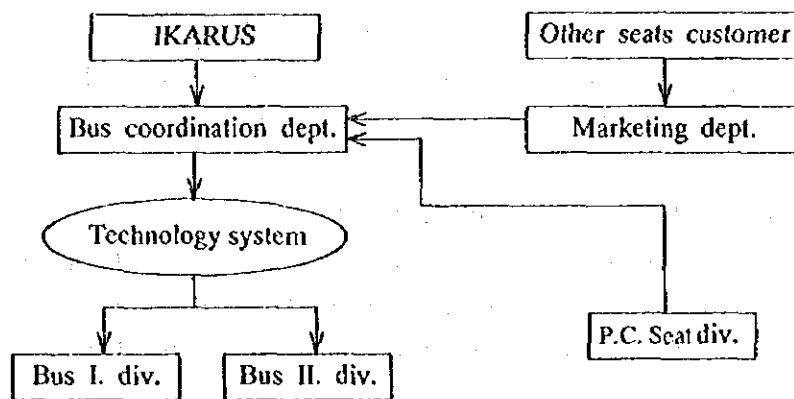 IKARUS
Other seats customer
Bus coordination dept.
Marketing dept.
Technology system
P.C. Seat div.
Bus I. div.
Bus II. div.